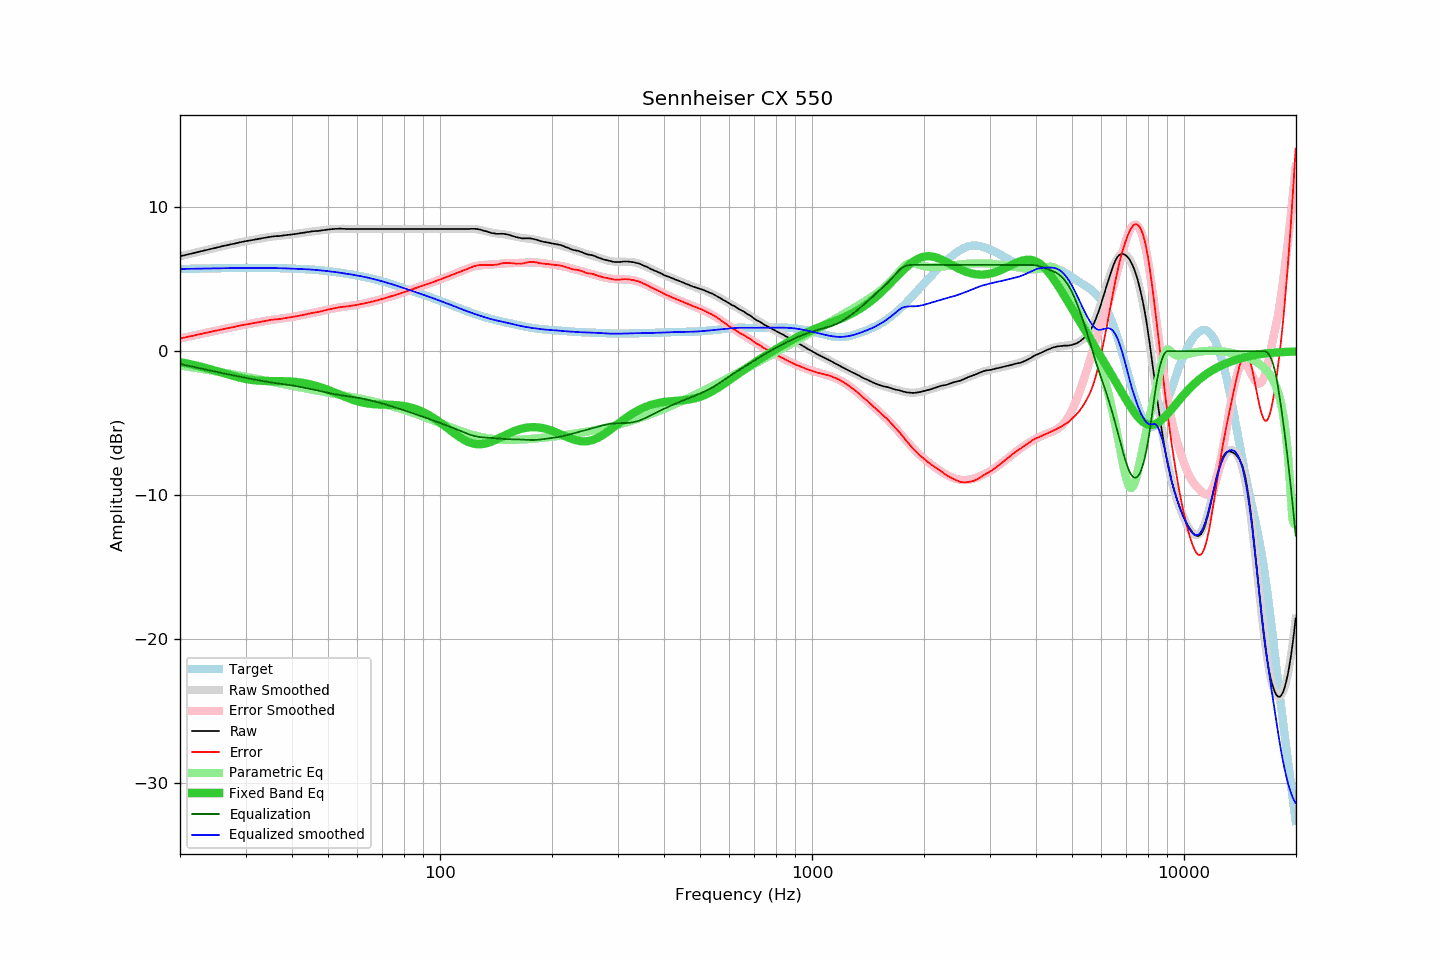 Sennheiser CX 550
10
0
−10
−20
−30
Amplitude (dBr)
Target
Raw Smoothed
Error Smoothed
Raw
Error
Parametric Eq
Fixed Band Eq
Equalization
Equalized smoothed
100
1000
10000
Frequency (Hz)